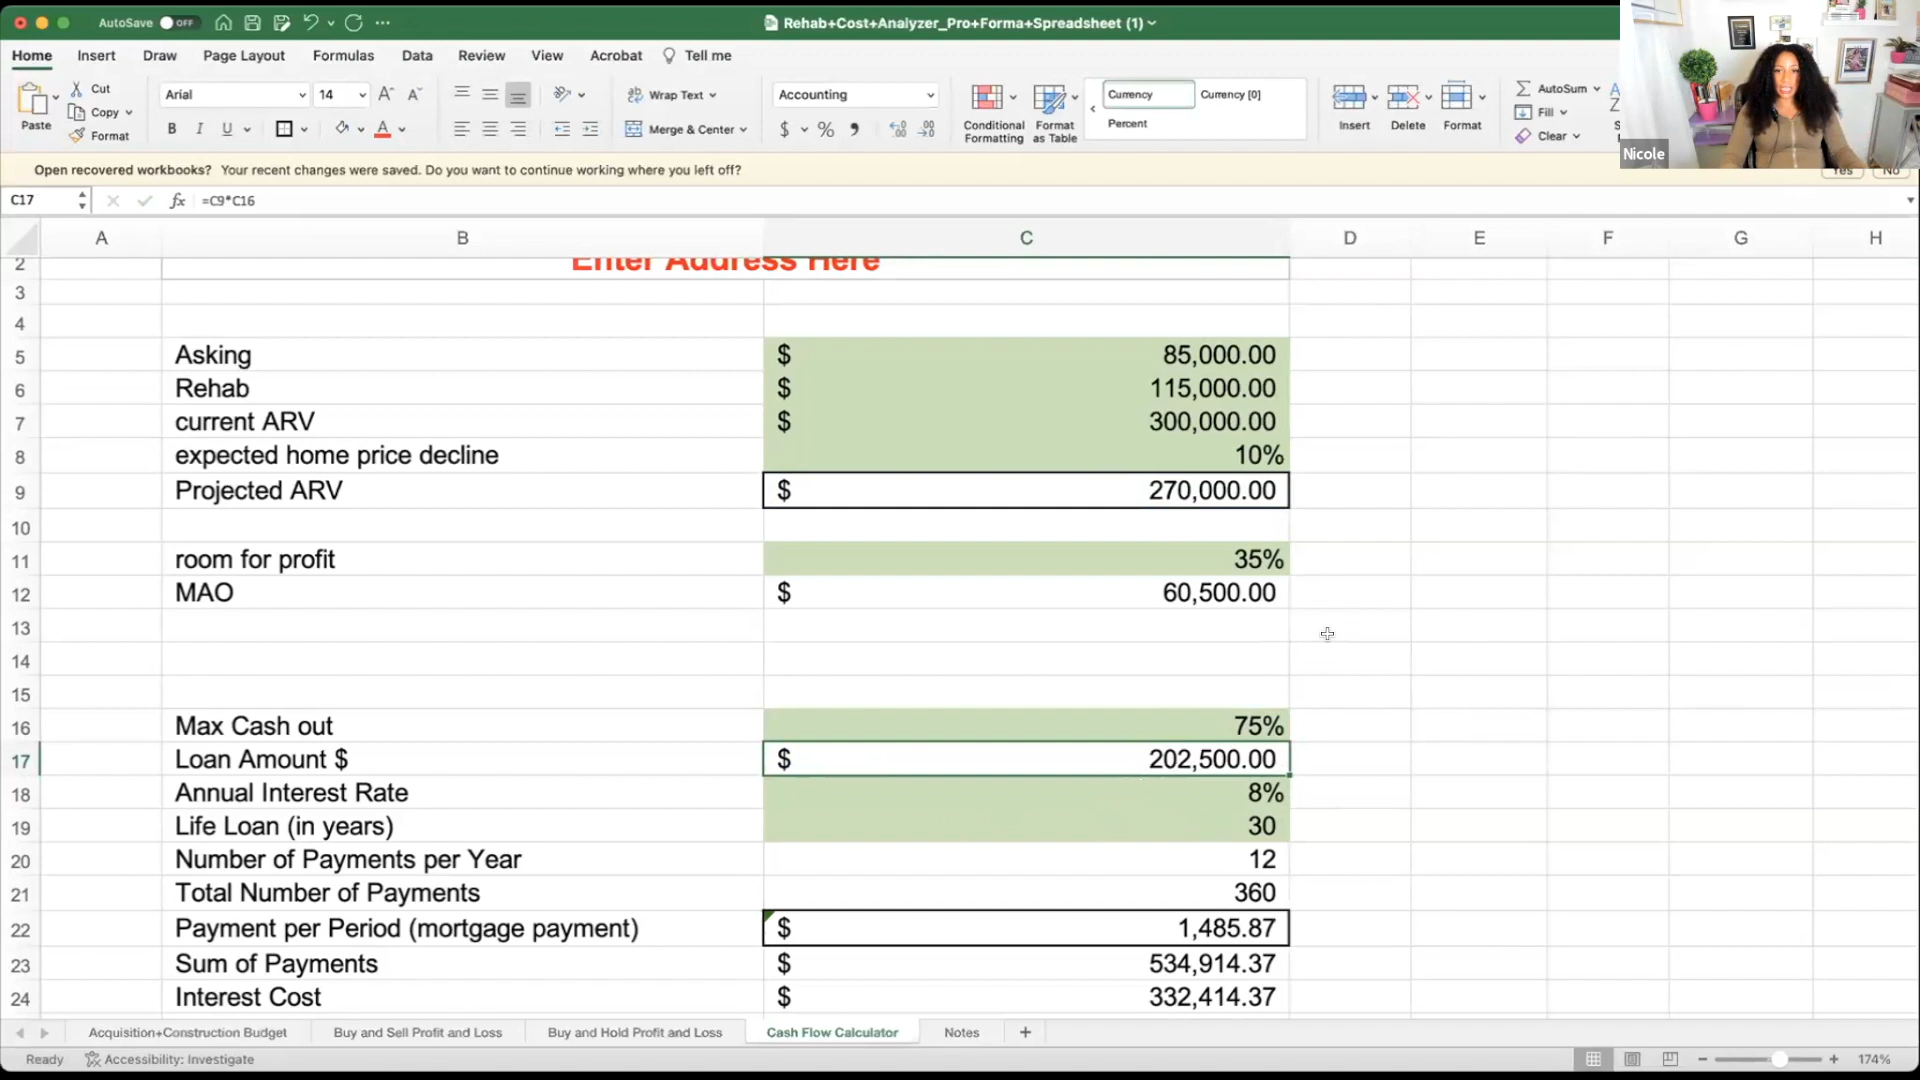 AutoSave OFF
Rehab+Cost+Analyzer_Pro+Forma+Spreadsheet (1)
Home Insert Draw Page Layout Formulas Data Review View Acrobat Tell me
Paste
Cut
Copy
Format
Arial 14
B I U
Wrap Text
Merge & Center
Accounting
$ %
Conditional Formatting
Format as Table
Currency Currency [0]
Percent
Insert Delete Format
AutoSum
Fill
Clear
Nicole
Open recovered workbooks? Your recent changes were saved. Do you want to continue working where you left off? Yes No
C17 fx =C9*C16
A B C D E F G H
2 Enter Address Here
3
4
5 Asking $ 85,000.00
6 Rehab $ 115,000.00
7 current ARV $ 300,000.00
8 expected home price decline 10%
9 Projected ARV $ 270,000.00
10
11 room for profit 35%
12 MAO $ 60,500.00
13
14
15
16 Max Cash out 75%
17 Loan Amount $ $ 202,500.00
18 Annual Interest Rate 8%
19 Life Loan (in years) 30
20 Number of Payments per Year 12
21 Total Number of Payments 360
22 Payment per Period (mortgage payment) $ 1,485.87
23 Sum of Payments $ 534,914.37
24 Interest Cost $ 332,414.37
Acquisition+Construction Budget Buy and Sell Profit and Loss Buy and Hold Profit and Loss Cash Flow Calculator Notes +
Ready Accessibility: Investigate 174%